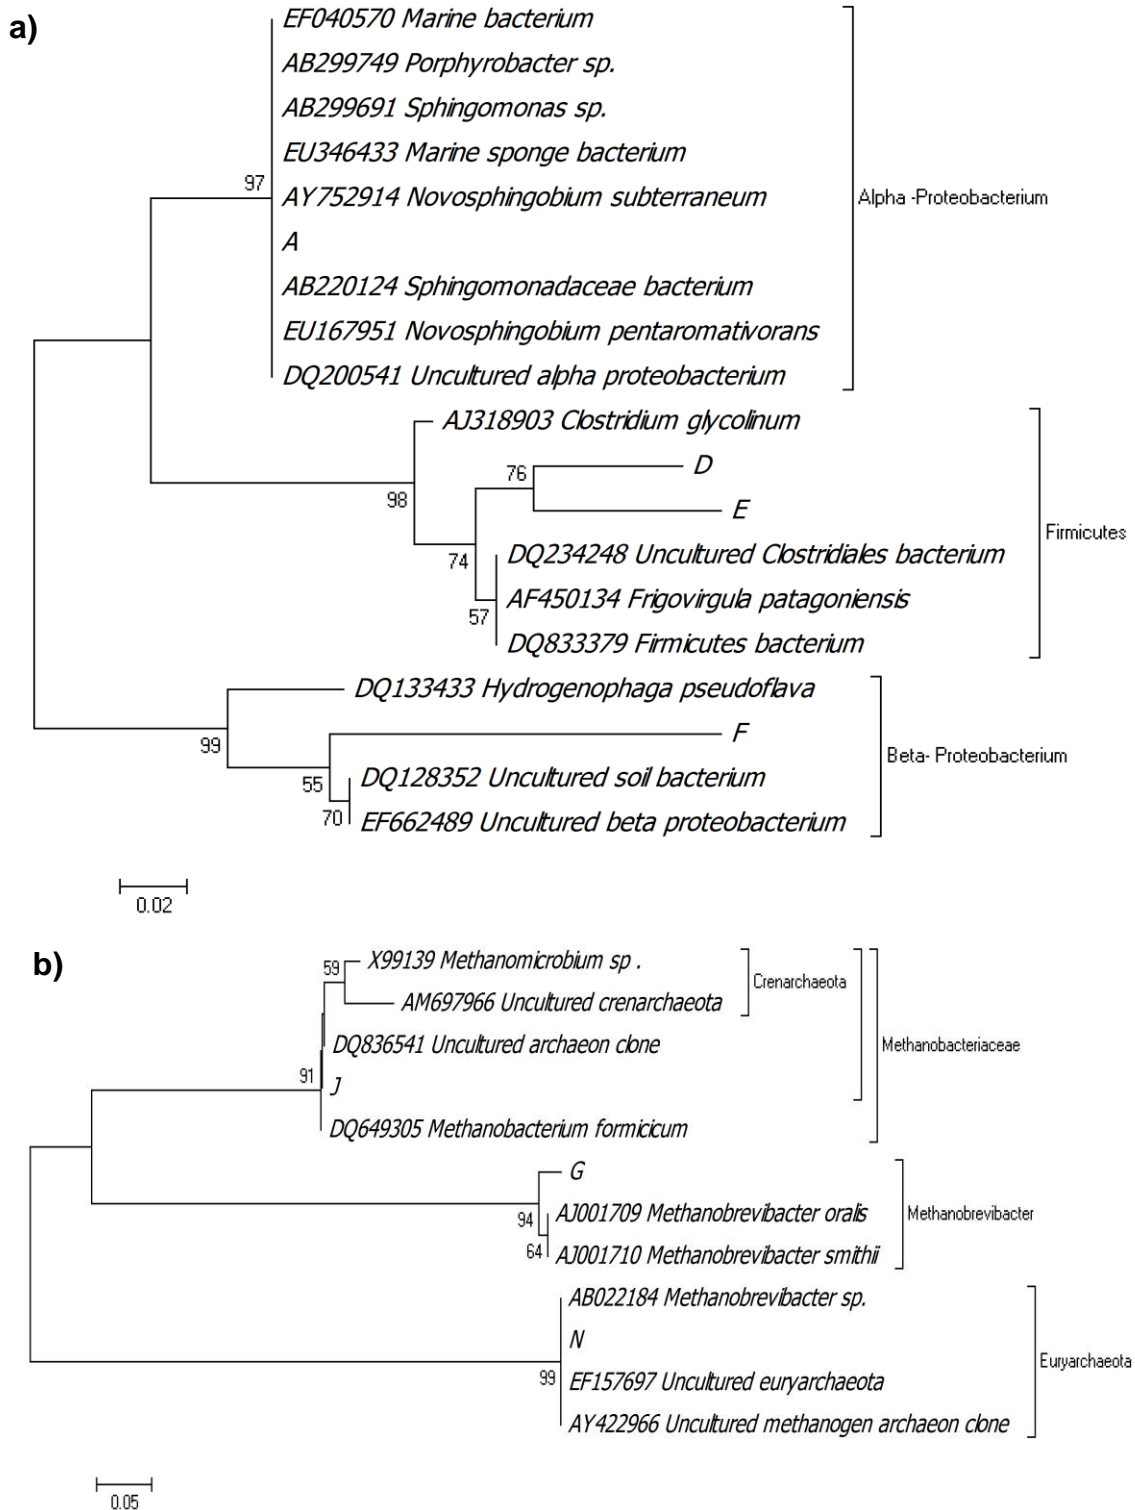 a)
EF040570 Marine bacterium
AB299749 Porphyrobacter sp.
AB299691 Sphingomonas sp.
EU346433 Marine sponge bacterium
97
AY752914 Novosphingobium subterraneum
Alpha -Proteobacterium
A
AB220124 Sphingomonadaceae bacterium
EU167951 Novosphingobium pentaromativorans
DQ200541 Uncultured alpha proteobacterium
AJ318903 Clostridium glycolinum
76
D
98
E
Firmicutes
74
DQ234248 Uncultured Clostridiales bacterium
AF450134 Frigovirgula patagoniensis
57
DQ833379 Firmicutes bacterium
DQ133433 Hydrogenophaga pseudoflava
99
F
Beta- Proteobacterium
55
DQ128352 Uncultured soil bacterium
70
EF662489 Uncultured beta proteobacterium
0.02
b)
59
X99139 Methanomicrobium sp .
Crenarchaeota
AM697966 Uncultured crenarchaeota
DQ836541 Uncultured archaeon clone
Methanobacteriaceae
91
J
DQ649305 Methanobacterium formicicum
G
94
AJ001709 Methanobrevibacter oralis
Methanobrevibacter
64
AJ001710 Methanobrevibacter smithii
AB022184 Methanobrevibacter sp.
N
Euryarchaeota
99
EF157697 Uncultured euryarchaeota
AY422966 Uncultured methanogen archaeon clone
0.05